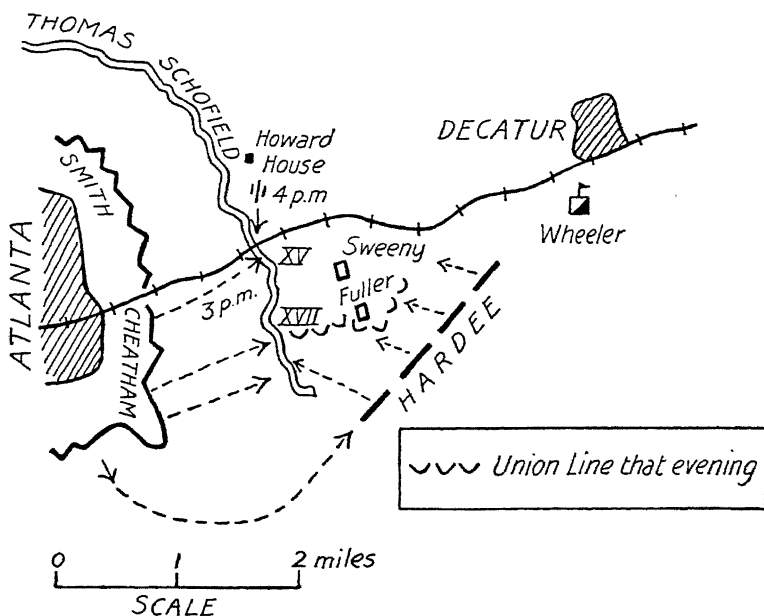 THOMAS
SCHOFIELD
Howard
House
4 p.m
DECATUR
SMITH
Wheeler
XV
Sweeny
Fuller
3 p.m.
XVII
ATLANTA
CHEATHAM
HARDEE
Union Line that evening
0 1 2 miles
SCALE